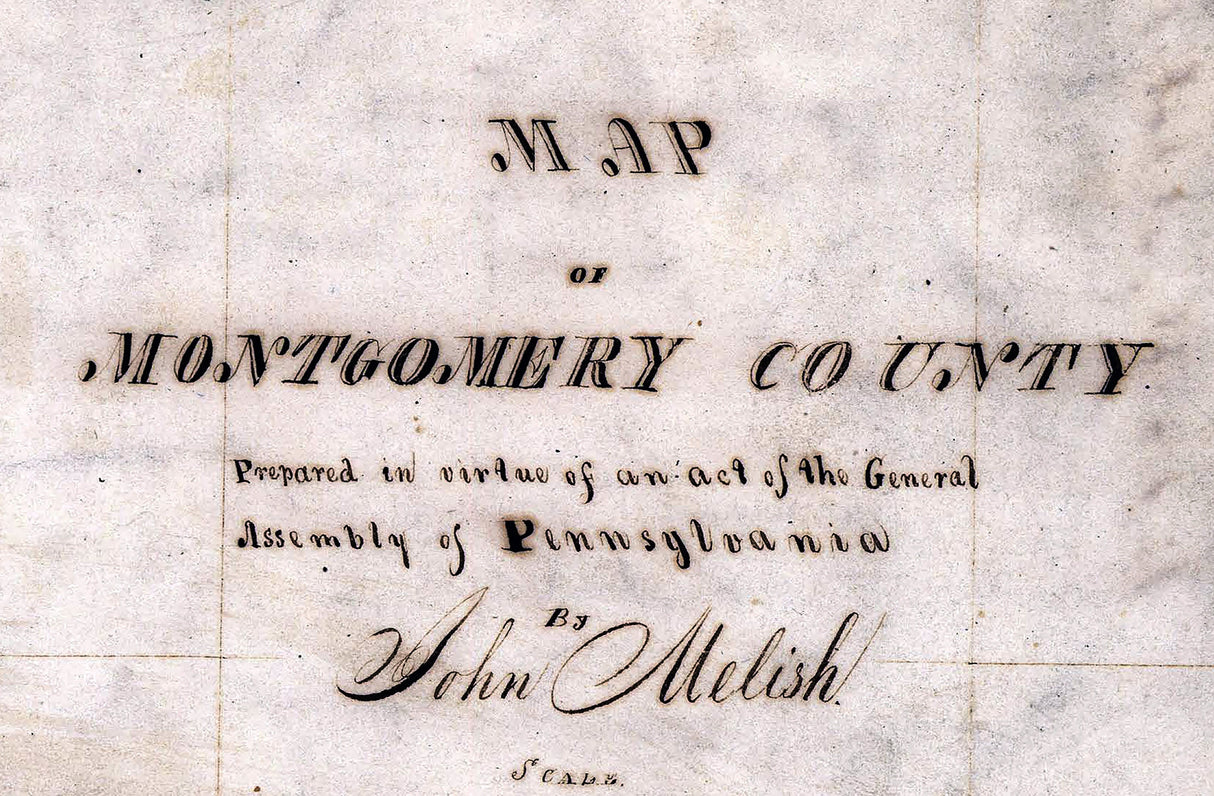 MAP
OF
MONTGOMERY COUNTY
Prepared in virtue of an act of the General
Assembly of Pennsylvania
By
John Melish.
SCALE.